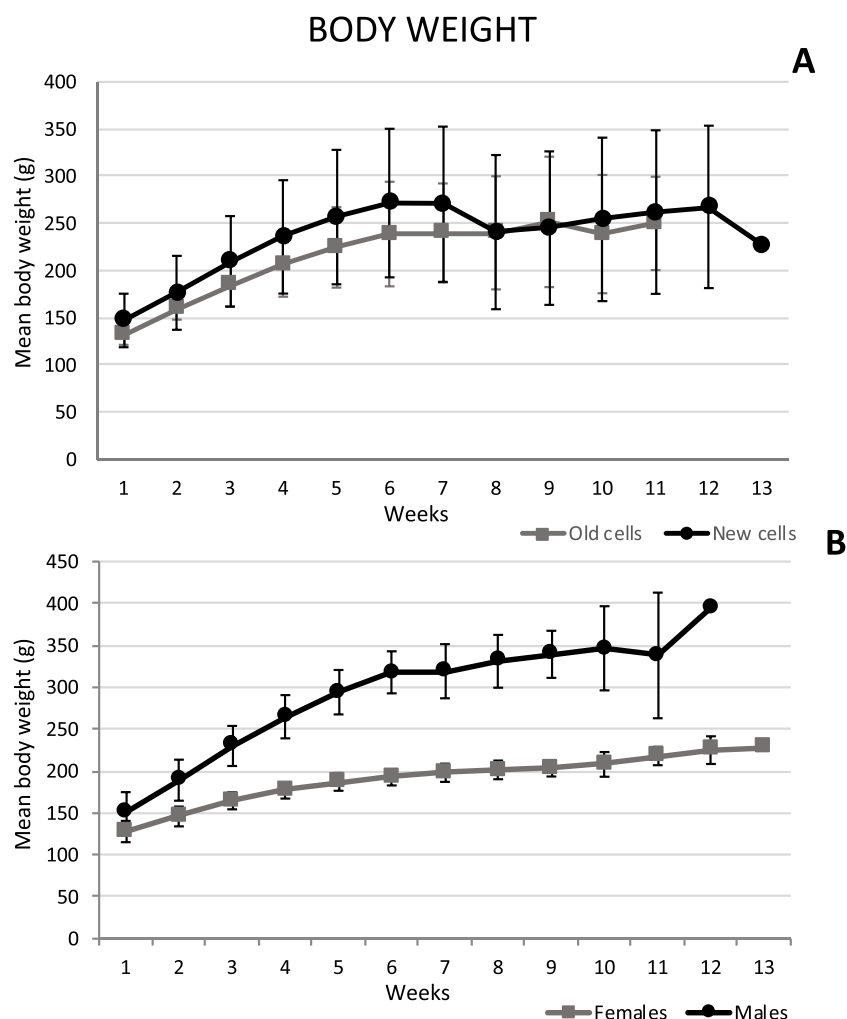 BODY WEIGHT
A
Mean body weight (g)
400
350
300
250
200
150
100
50
0
1 2 3 4 5 6 7 8 9 10 11 12 13
Weeks
Old cells New cells
B
Mean body weight (g)
450
400
350
300
250
200
150
100
50
0
1 2 3 4 5 6 7 8 9 10 11 12 13
Weeks
Females Males